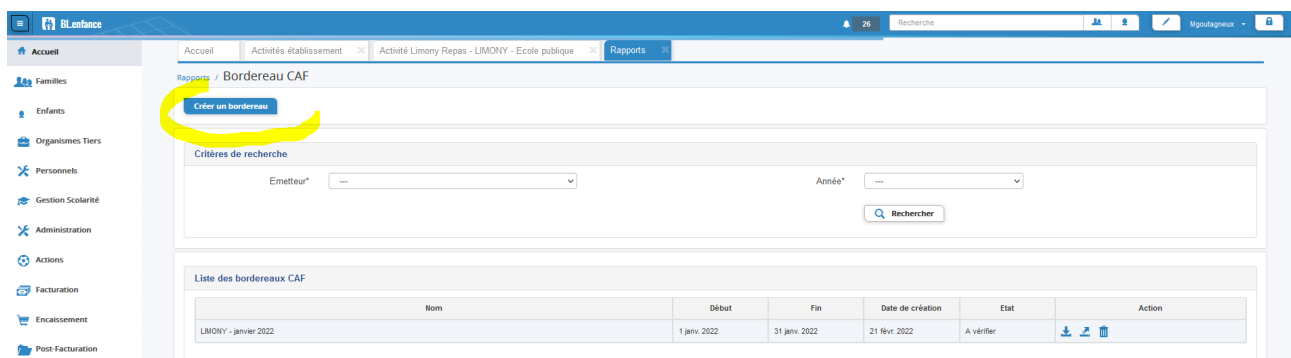 BL.enfance
26
Recherche
Mgoutagneux
Accueil
Familles
Enfants
Organismes Tiers
Personnels
Gestion Scolarité
Administration
Actions
Facturation
Encaissement
Post-Facturation
Accueil Activités établissement Activité Limony Repas - LIMONY - Ecole publique Rapports
Rapports / Bordereau CAF
Créer un bordereau
Critères de recherche
Emetteur* --- Année* ---
Rechercher
Liste des bordereaux CAF
Nom Début Fin Date de création Etat Action
LIMONY - janvier 2022 1 janv. 2022 31 janv. 2022 21 févr. 2022 A vérifier